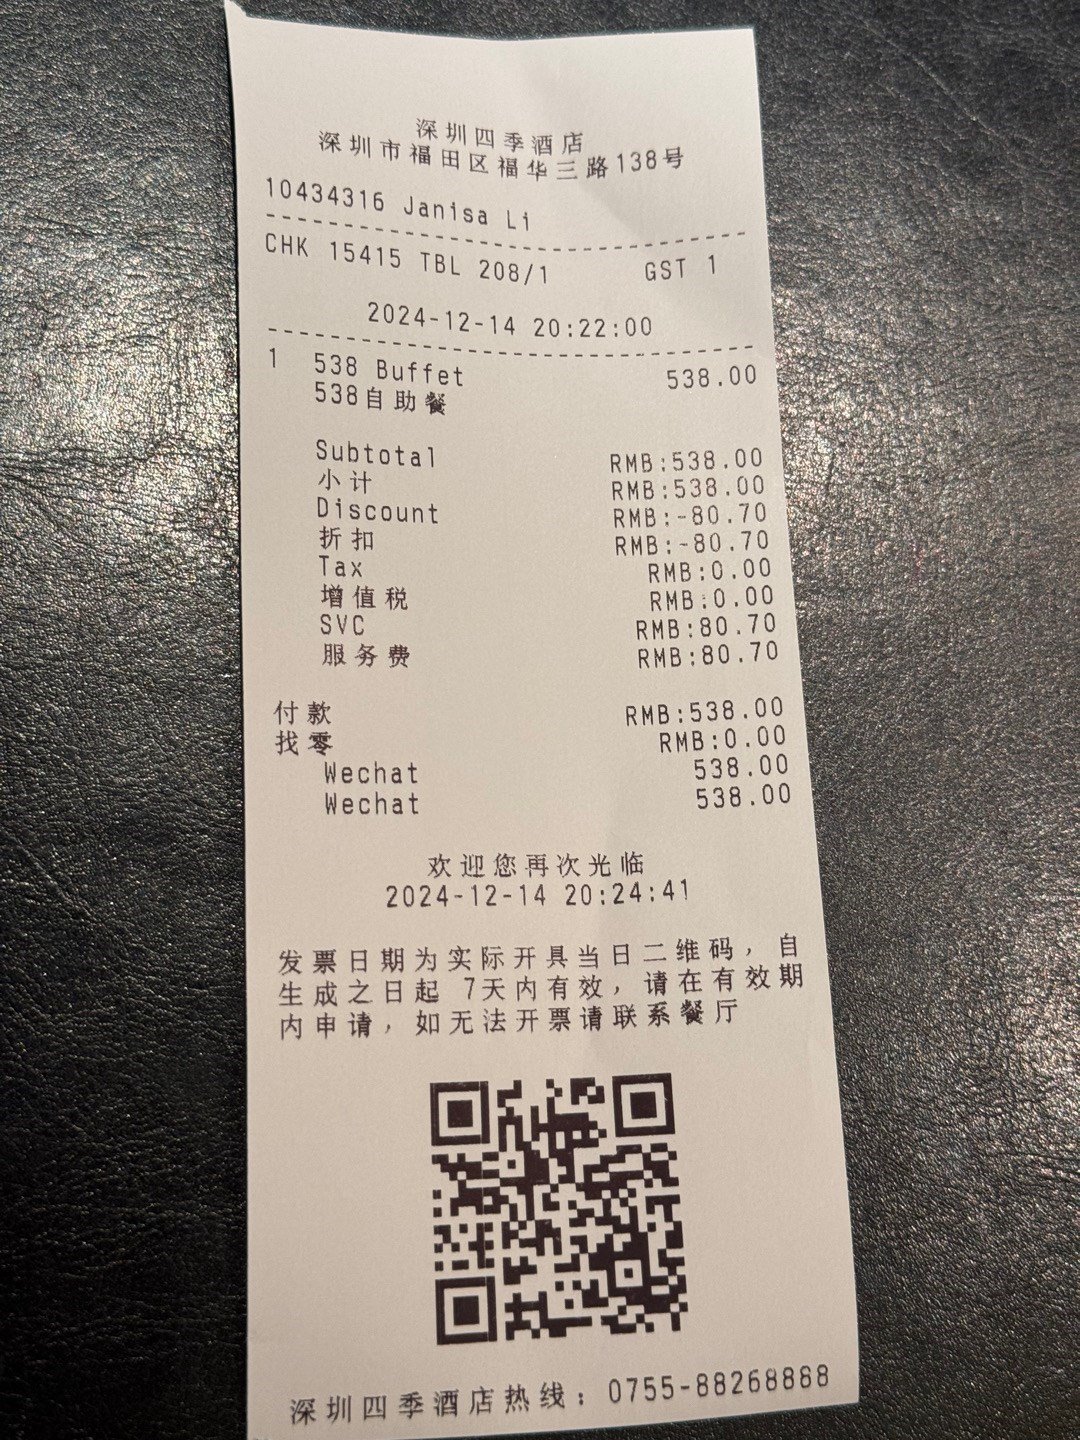 深圳四季酒店
深圳市福田区福华三路138号
10434316 Janisa Li
CHK 15415 TBL 208/1 GST 1
2024-12-14 20:22:00
1 538 Buffet 538.00
538自助餐
Subtotal RMB:538.00
小计 RMB:538.00
Discount RMB:-80.70
折扣 RMB:-80.70
Tax RMB:0.00
增值税 RMB:0.00
SVC RMB:80.70
服务费 RMB:80.70
付款 RMB:538.00
找零 RMB:0.00
Wechat 538.00
Wechat 538.00
欢迎您再次光临
2024-12-14 20:24:41
发票日期为实际开具当日二维码，自
生成之日起 7天内有效，请在有效期
内申请，如无法开票请联系餐厅
深圳四季酒店热线：0755-88268888